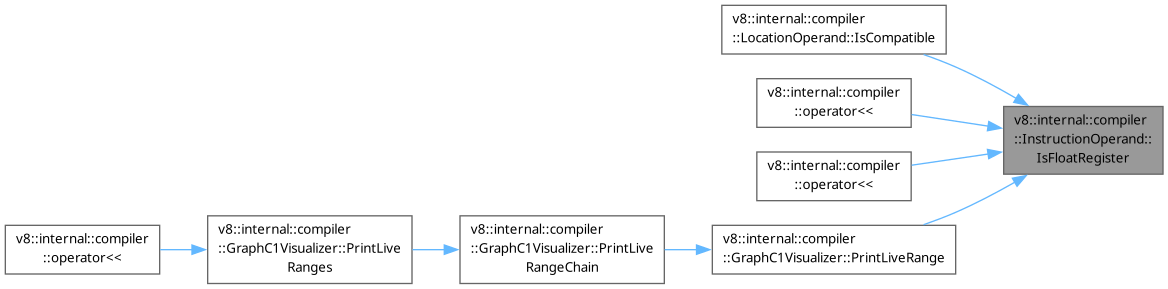 v8::internal::compiler
::LocationOperand::IsCompatible
v8::internal::compiler
::operator<<
v8::internal::compiler
::InstructionOperand::
IsFloatRegister
v8::internal::compiler
::operator<<
v8::internal::compiler
::operator<<
v8::internal::compiler
::GraphC1Visualizer::PrintLive
Ranges
v8::internal::compiler
::GraphC1Visualizer::PrintLive
RangeChain
v8::internal::compiler
::GraphC1Visualizer::PrintLiveRange